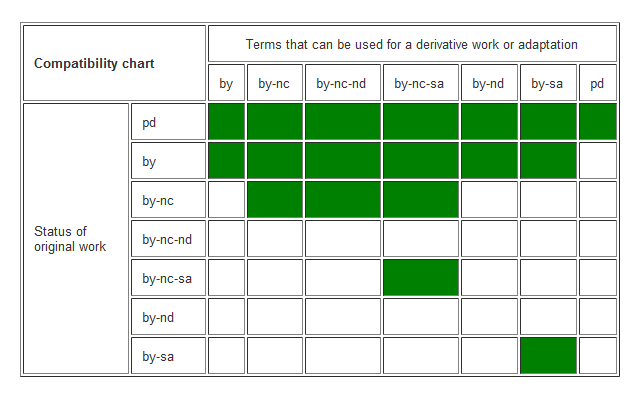 Compatibility chart
Terms that can be used for a derivative work or adaptation
by by-nc by-nc-nd by-nc-sa by-nd by-sa pd
Status of
original work
pd
by
by-nc
by-nc-nd
by-nc-sa
by-nd
by-sa